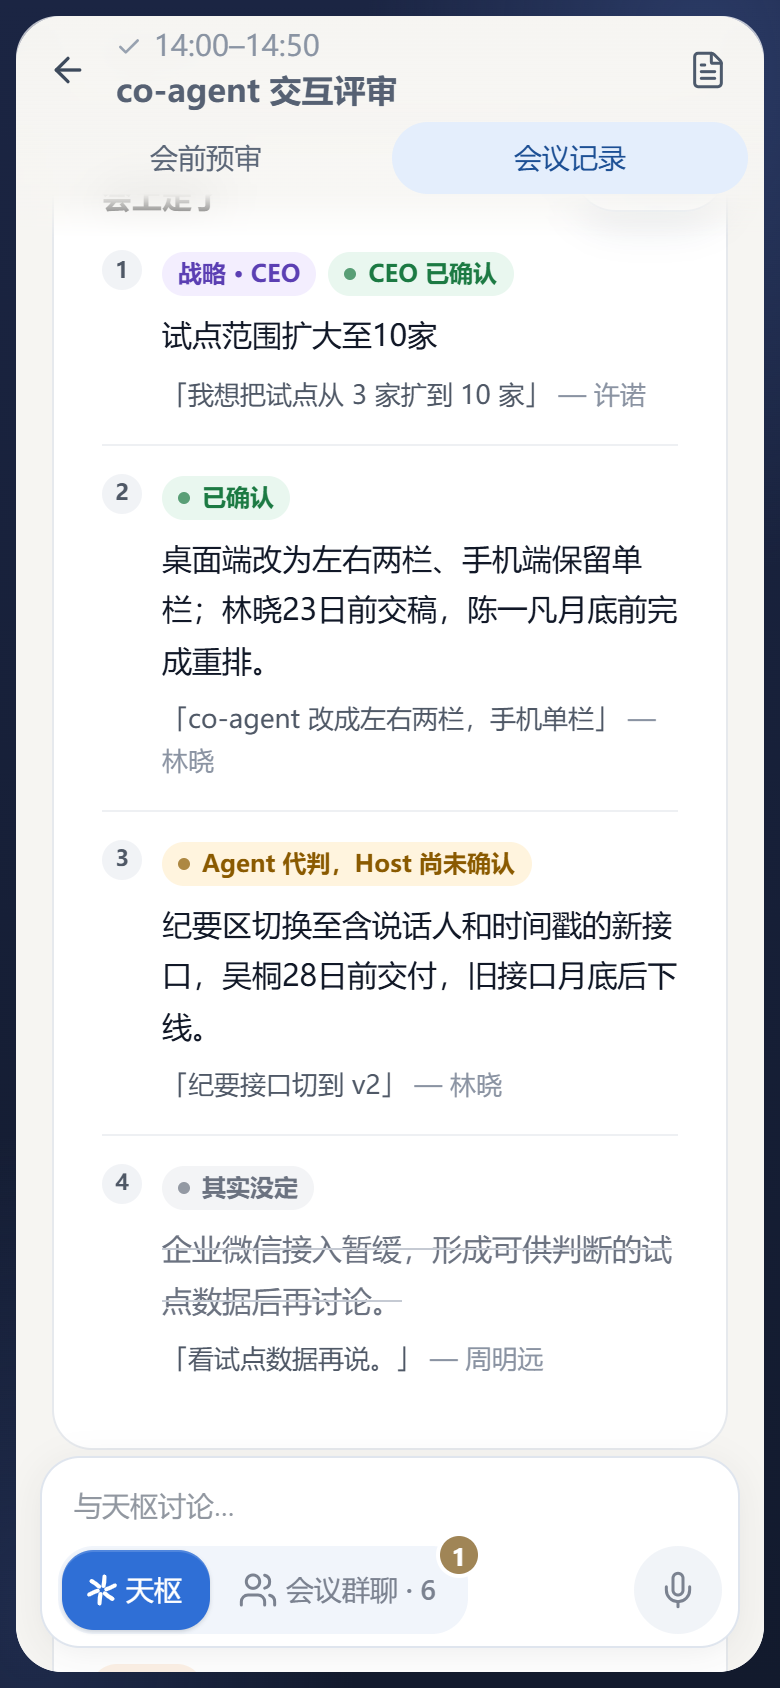 14:00–14:50
co-agent 交互评审
会前预审
会议记录
会上定了
1
战略 • CEO
CEO 已确认
试点范围扩大至10家
「我想把试点从 3 家扩到 10 家」 — 许诺
2
已确认
桌面端改为左右两栏、手机端保留单
栏；林晓23日前交稿，陈一凡月底前完
成重排。
「co-agent 改成左右两栏，手机单栏」 —
林晓
3
Agent 代判，Host 尚未确认
纪要区切换至含说话人和时间戳的新接
口，吴桐28日前交付，旧接口月底后下
线。
「纪要接口切到 v2」 — 林晓
4
其实没定
企业微信接入暂缓，形成可供判断的试
点数据后再讨论。
「看试点数据再说。」 — 周明远
与天枢讨论...
天枢
会议群聊 · 6
1